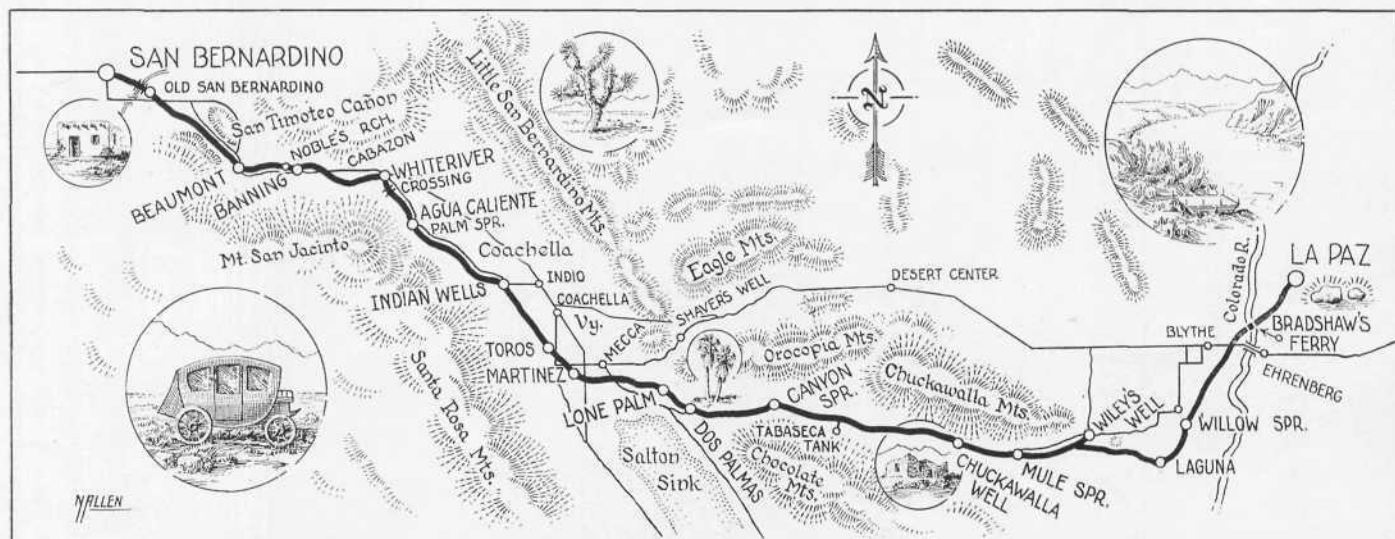 SAN BERNARDINO
OLD SAN BERNARDINO
San Timoteo Cañon
NOBLE'S RCH.
CABAZON
BEAUMONT
BANNING
WHITERIVER
CROSSING
AGUA CALIENTE
PALM SPR.
Mt. San Jacinto
Little San Bernardino Mts.
Coachella
Vy.
INDIO
COACHELLA
INDIAN WELLS
TOROS
MARTINEZ
MECCA
SHAVERS WELL
Eagle Mts.
DESERT CENTER
Santa Rosa Mts.
LONE PALM
DOS PALMAS
Salton
Sink
Orocopia Mts.
CANYON
SPR.
TABASECA
TANK
Chocolate
Mts.
Chuckawalla Mts.
CHUCKAWALLA
WELL
MULE SPR.
WILEY'S
WELL
LAGUNA
WILLOW SPR.
BLYTHE
EHRENBERG
BRADSHAW'S
FERRY
Colorado R.
LA PAZ
N
N ALLEN